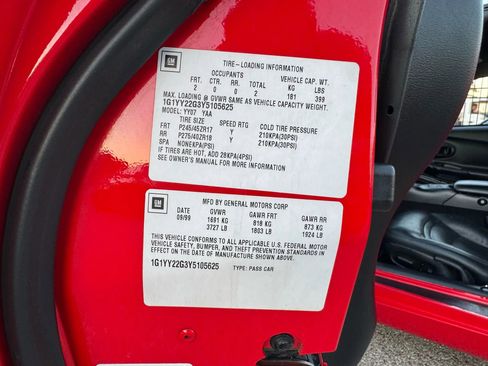 GM
TIRE-LOADING INFORMATION
OCCUPANTS VEHICLE CAP. WT.
FRT. CTR. RR. TOTAL KG LBS
2 0 0 2 181 399
MAX. LOADING @ GVWR SAME AS VEHICLE CAPACITY WEIGHT.
1G1YY22G3Y5105625
MODEL: YY07 YAA
TIRE SIZE SPEED RTG COLD TIRE PRESSURE
FRT P245/45ZR17 Y 210KPA(30PSI)
RR P275/40ZR18 Y 210KPA(30PSI)
SPA NONEKPA(PSI)
IF TIRES ARE HOT, ADD 28KPA(4PSI)
SEE OWNER'S MANUAL FOR MORE INFORMATION
GM
MFD BY GENERAL MOTORS CORP
DATE GVWR GAWR FRT GAWR RR
09/99 1691 KG 818 KG 873 KG
3727 LB 1803 LB 1924 LB
THIS VEHICLE CONFORMS TO ALL APPLICABLE U.S. FEDERAL MOTOR
VEHICLE SAFETY, BUMPER, AND THEFT PREVENTION STANDARDS IN
EFFECT ON THE DATE OF MANUFACTURE SHOWN ABOVE.
1G1YY22G3Y5105625 TYPE: PASS CAR